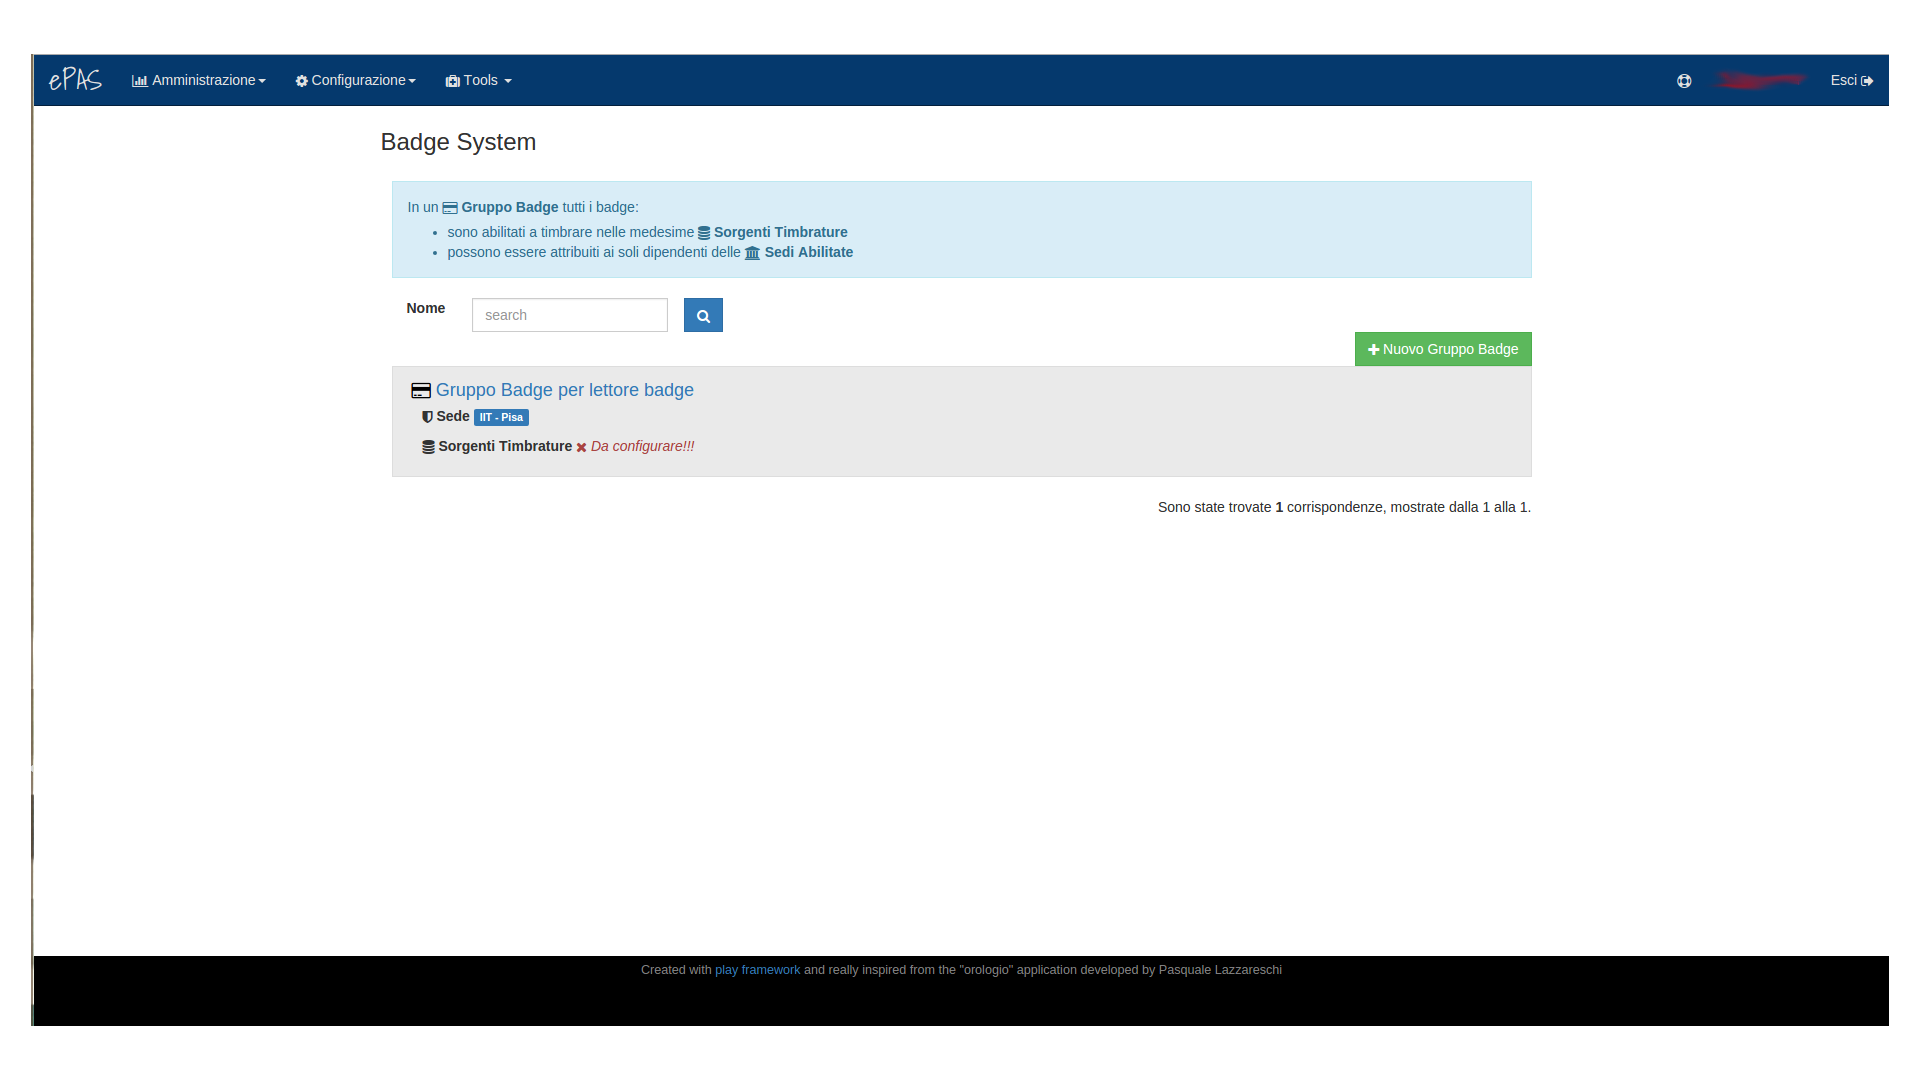 ePAS Amministrazione Configurazione Tools Esci
Badge System
In un Gruppo Badge tutti i badge:
sono abilitati a timbrare nelle medesime Sorgenti Timbrature
possono essere attribuiti ai soli dipendenti delle Sedi Abilitate
Nome search
Nuovo Gruppo Badge
Gruppo Badge per lettore badge
Sede IIT - Pisa
Sorgenti Timbrature Da configurare!!!
Sono state trovate 1 corrispondenze, mostrate dalla 1 alla 1.
Created with play framework and really inspired from the "orologio" application developed by Pasquale Lazzareschi